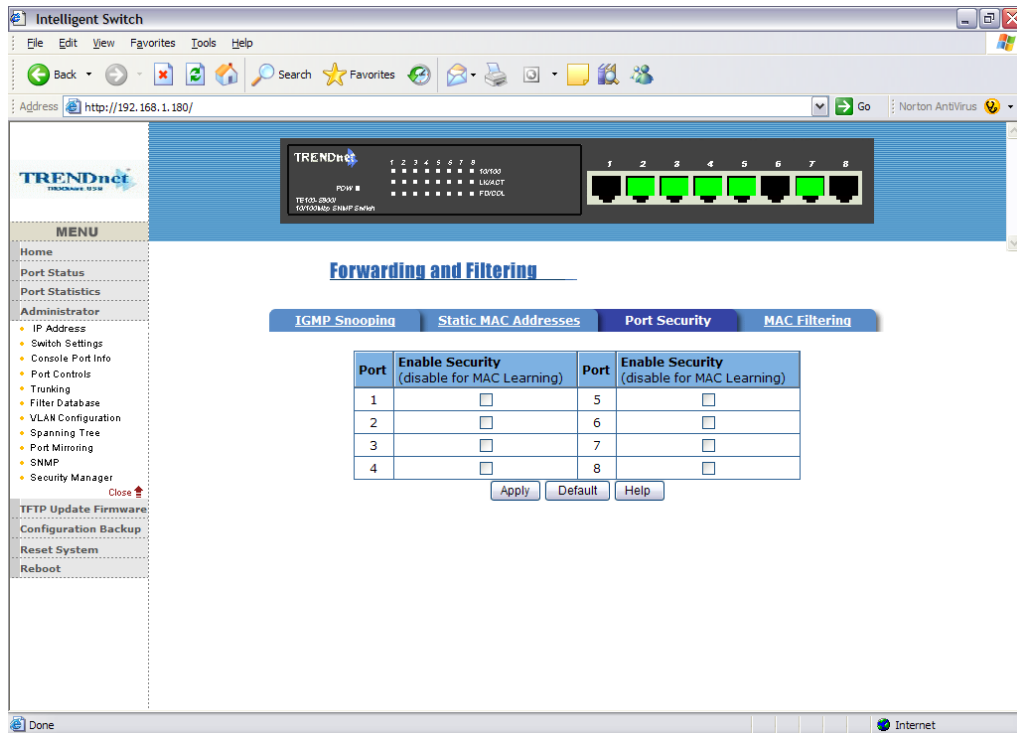 Intelligent Switch
File Edit View Favorites Tools Help
Back Search Favorites
Address http://192.168.1.180/ Go Norton AntiVirus
TRENDnet
TRENDnet
1 2 3 4 5 6 7 8
10/100
LK/ACT
FD/COL
POW
10/100Mbps SNMP Switch
1 2 3 4 5 6 7 8
MENU
Home
Port Status
Port Statistics
Administrator
IP Address
Switch Settings
Console Port Info
Port Controls
Trunking
Filter Database
VLAN Configuration
Spanning Tree
Port Mirroring
SNMP
Security Manager
Close
TFTP Update Firmware
Configuration Backup
Reset System
Reboot
Forwarding and Filtering
IGMP Snooping Static MAC Addresses Port Security MAC Filtering
Port Enable Security (disable for MAC Learning) Port Enable Security (disable for MAC Learning)
1 5
2 6
3 7
4 8
Apply Default Help
Done Internet